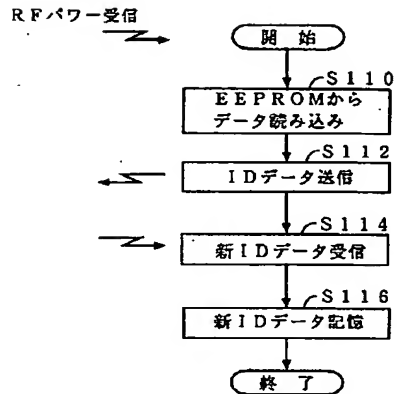 RFパワー受信
開始
S110
EEPROMから
データ読み込み
S112
IDデータ送信
S114
新IDデータ受信
S116
新IDデータ記憶
終了